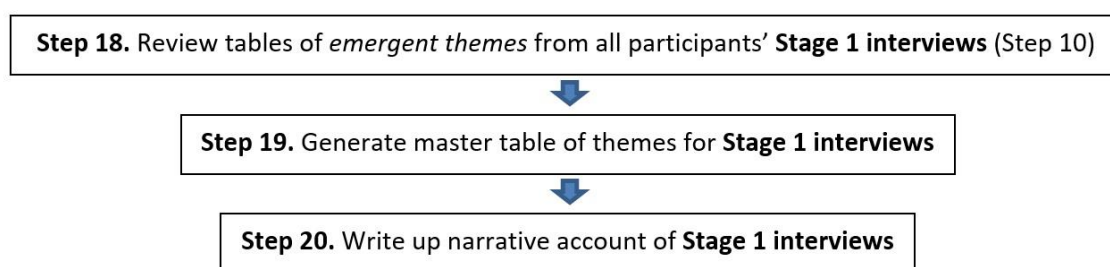 Step 18. Review tables of emergent themes from all participants’ Stage 1 interviews (Step 10)
Step 19. Generate master table of themes for Stage 1 interviews
Step 20. Write up narrative account of Stage 1 interviews